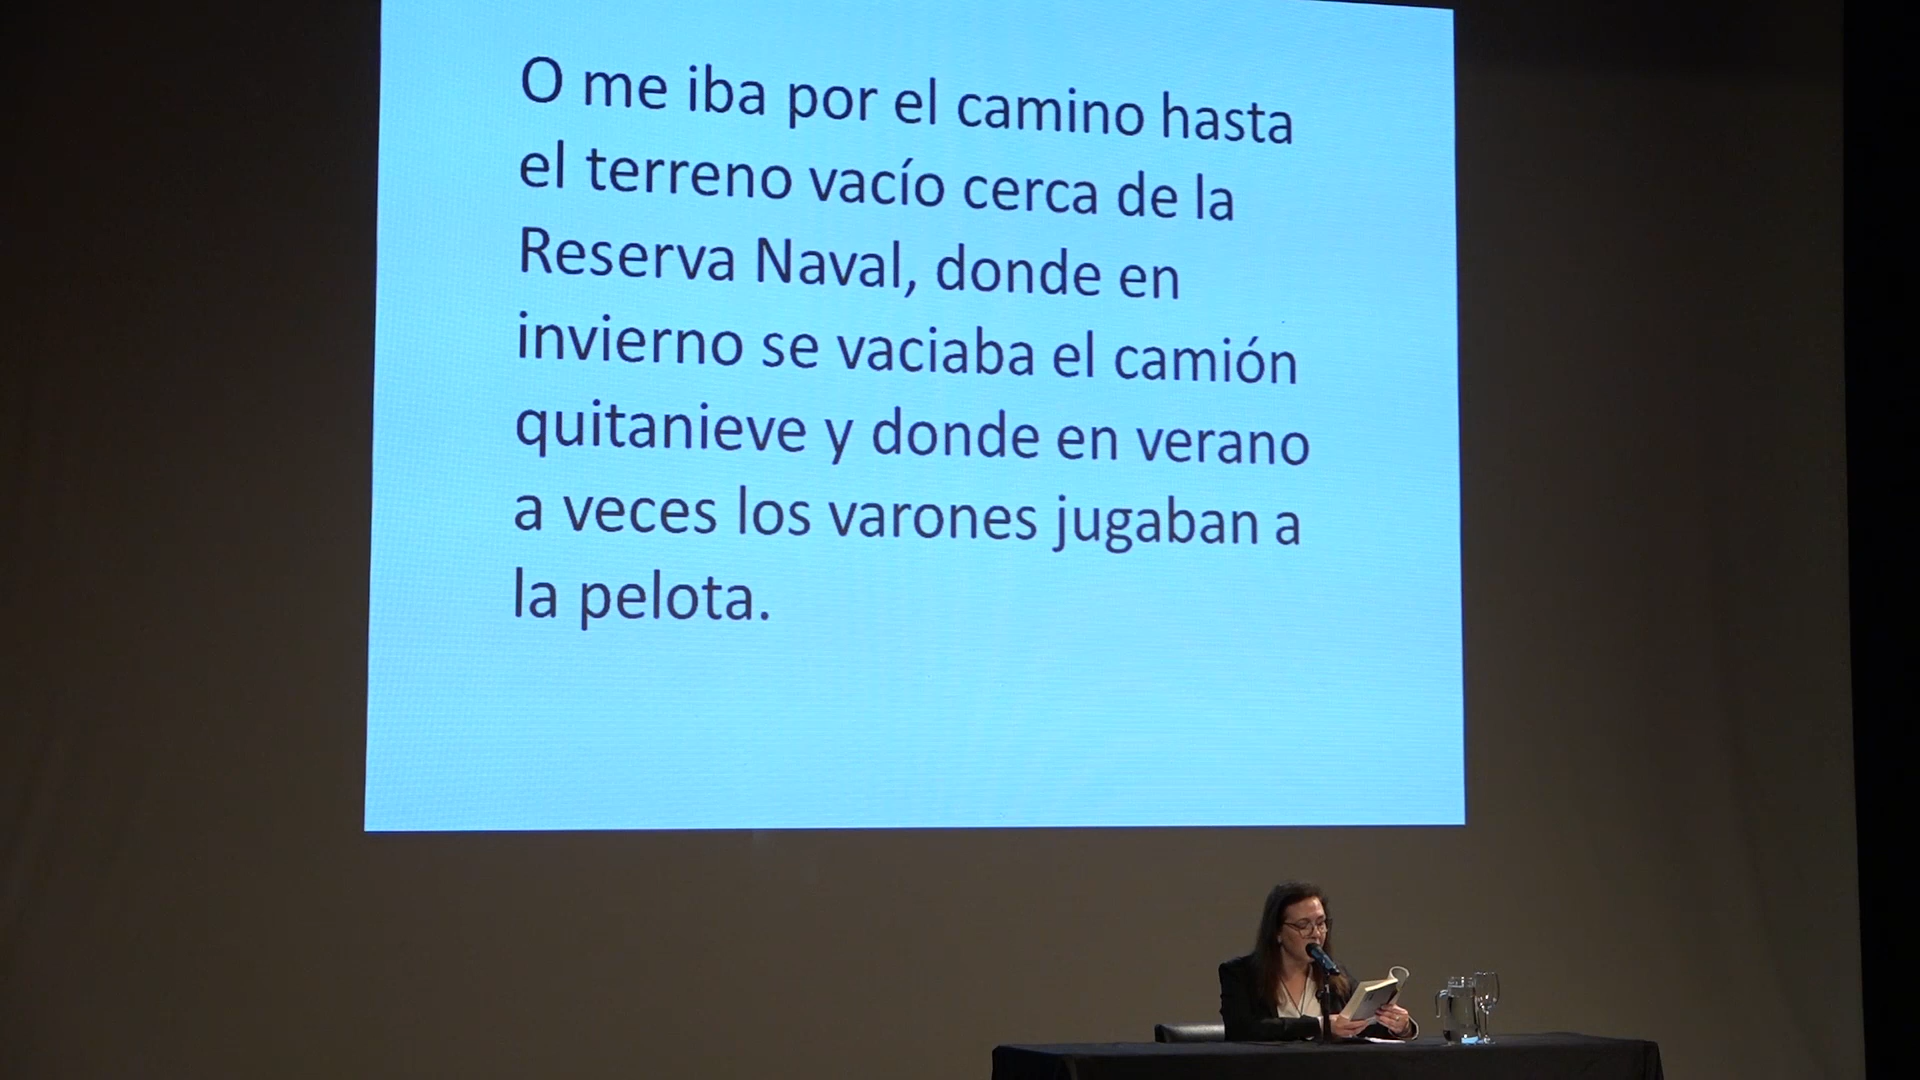 O me iba por el camino hasta
el terreno vacío cerca de la
Reserva Naval, donde en
invierno se vaciaba el camión
quitanieve y donde en verano
a veces los varones jugaban a
la pelota.